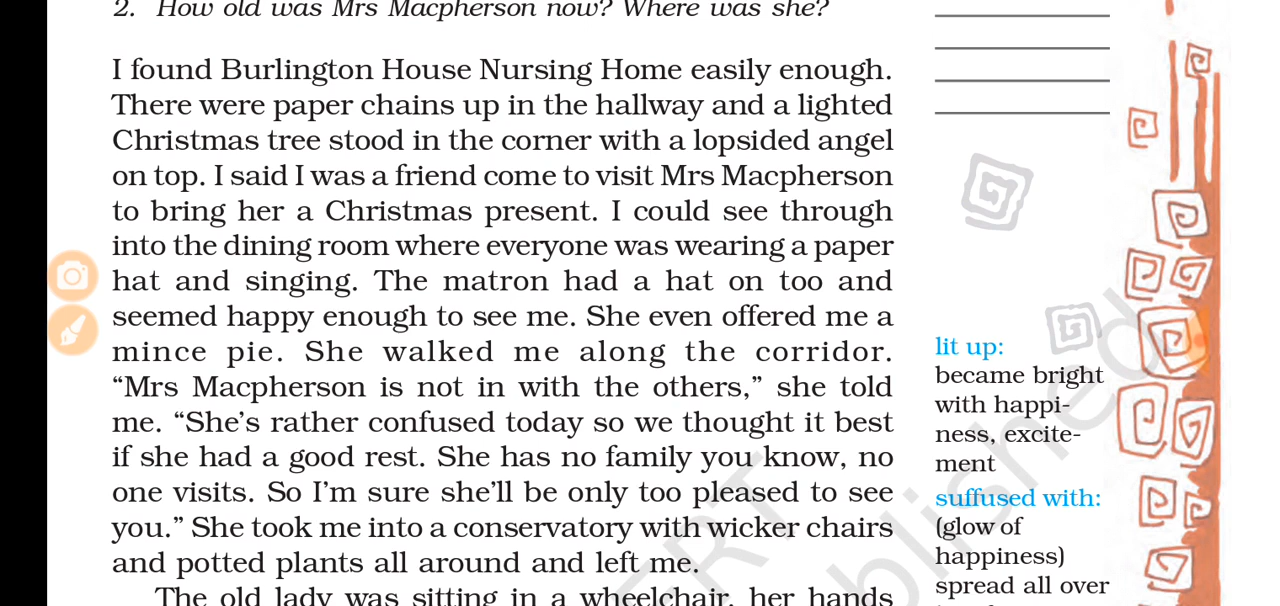 2. How old was Mrs Macpherson now? Where was she?
I found Burlington House Nursing Home easily enough.
There were paper chains up in the hallway and a lighted
Christmas tree stood in the corner with a lopsided angel
on top. I said I was a friend come to visit Mrs Macpherson
to bring her a Christmas present. I could see through
into the dining room where everyone was wearing a paper
hat and singing. The matron had a hat on too and
seemed happy enough to see me. She even offered me a
mince pie. She walked me along the corridor.
“Mrs Macpherson is not in with the others,” she told
me. “She’s rather confused today so we thought it best
if she had a good rest. She has no family you know, no
one visits. So I’m sure she’ll be only too pleased to see
you.” She took me into a conservatory with wicker chairs
and potted plants all around and left me.
The old lady was sitting in a wheelchair, her hands
lit up:
became bright
with happi-
ness, excite-
ment
suffused with:
(glow of
happiness)
spread all over